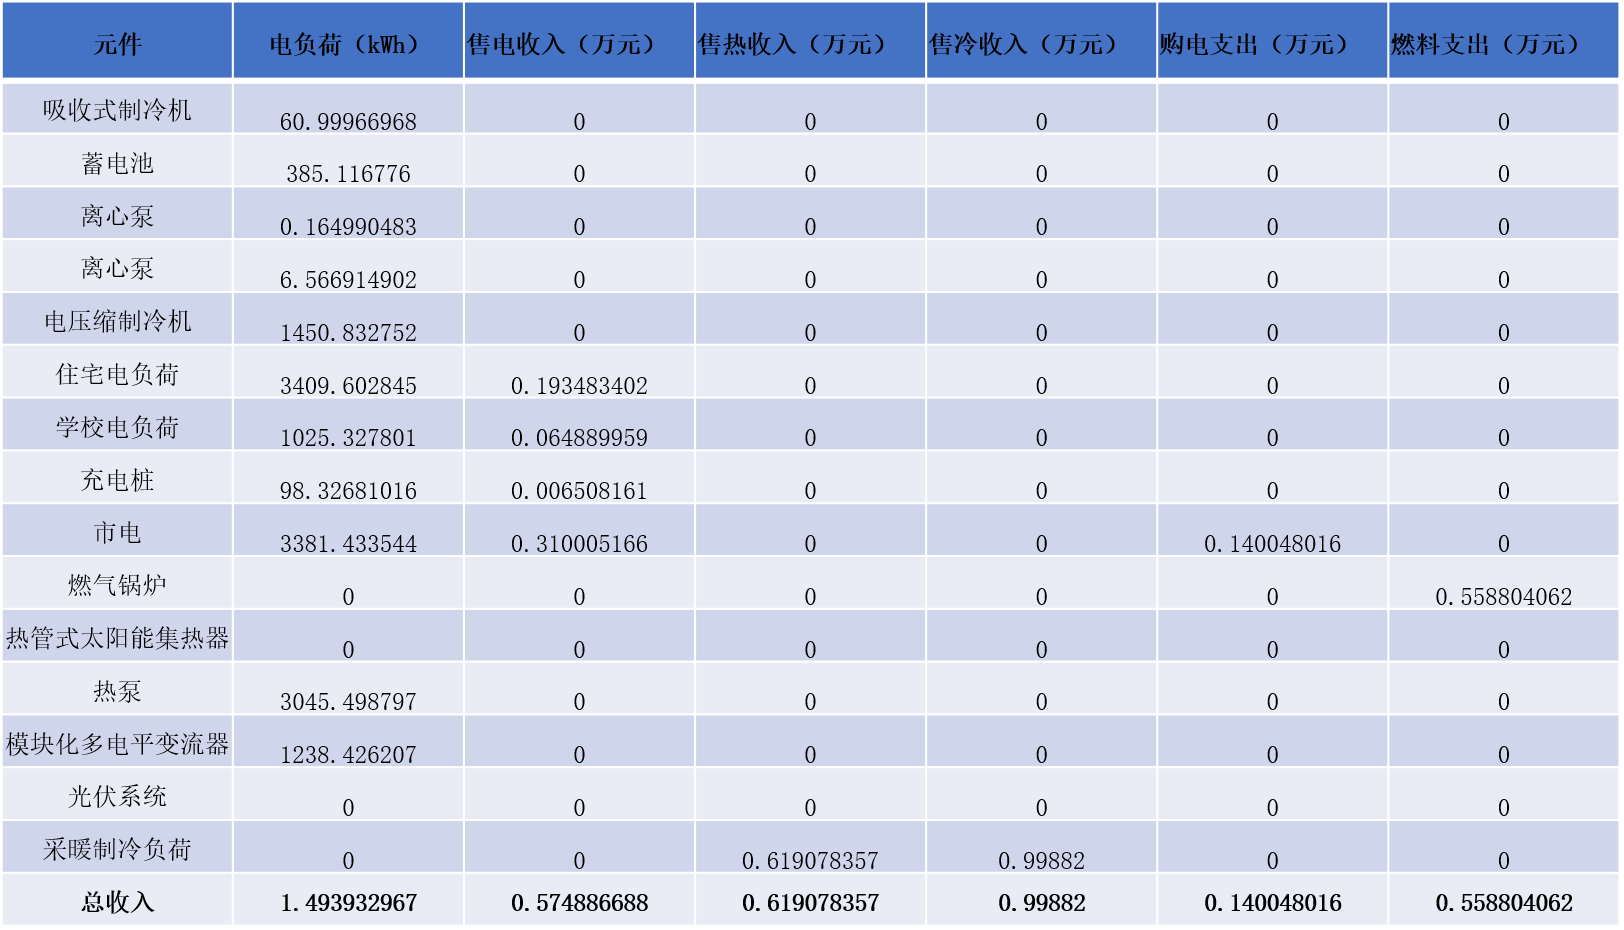 元件 电负荷（kWh） 售电收入（万元） 售热收入（万元） 售冷收入（万元） 购电支出（万元） 燃料支出（万元）
吸收式制冷机 60.99966968 0 0 0 0 0
蓄电池 385.116776 0 0 0 0 0
离心泵 0.164990483 0 0 0 0 0
离心泵 6.566914902 0 0 0 0 0
电压缩制冷机 1450.832752 0 0 0 0 0
住宅电负荷 3409.602845 0.193483402 0 0 0 0
学校电负荷 1025.327801 0.064889959 0 0 0 0
充电桩 98.32681016 0.006508161 0 0 0 0
市电 3381.433544 0.310005166 0 0 0.140048016 0
燃气锅炉 0 0 0 0 0 0.558804062
热管式太阳能集热器 0 0 0 0 0 0
热泵 3045.498797 0 0 0 0 0
模块化多电平变流器 1238.426207 0 0 0 0 0
光伏系统 0 0 0 0 0 0
采暖制冷负荷 0 0 0.619078357 0.99882 0 0
总收入 1.493932967 0.574886688 0.619078357 0.99882 0.140048016 0.558804062